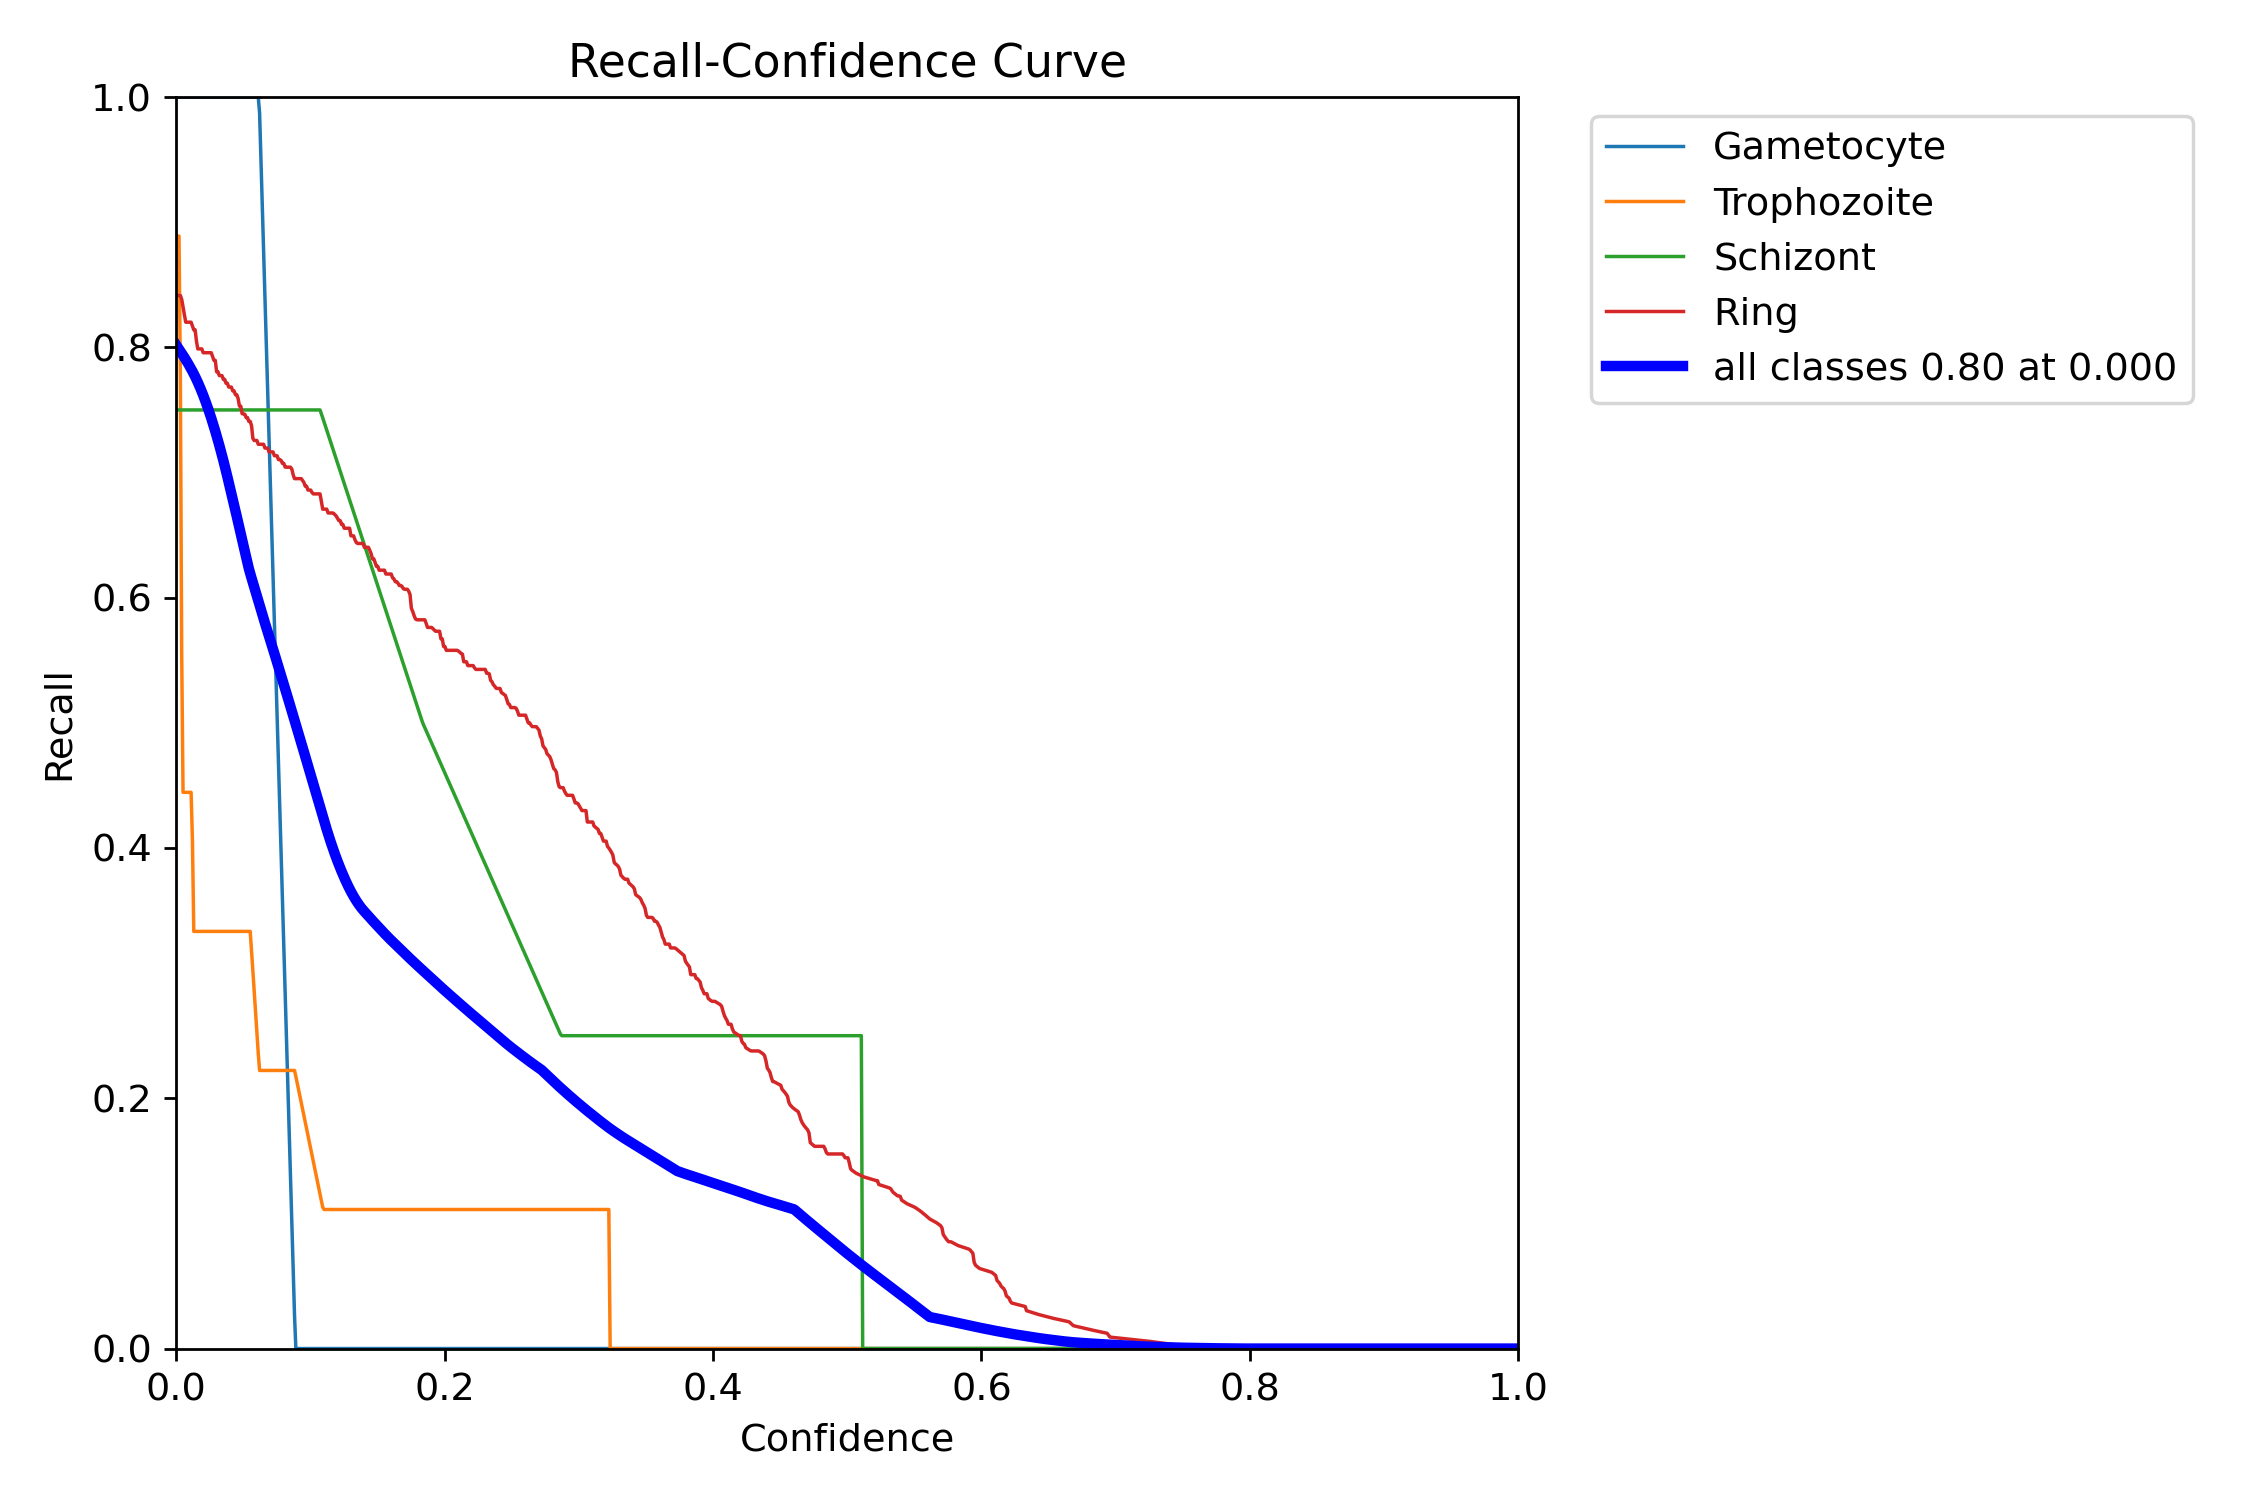 Recall-Confidence Curve
1.0
0.8
0.6
0.4
0.2
0.0
Recall
0.0 0.2 0.4 0.6 0.8 1.0
Confidence
Gametocyte
Trophozoite
Schizont
Ring
all classes 0.80 at 0.000